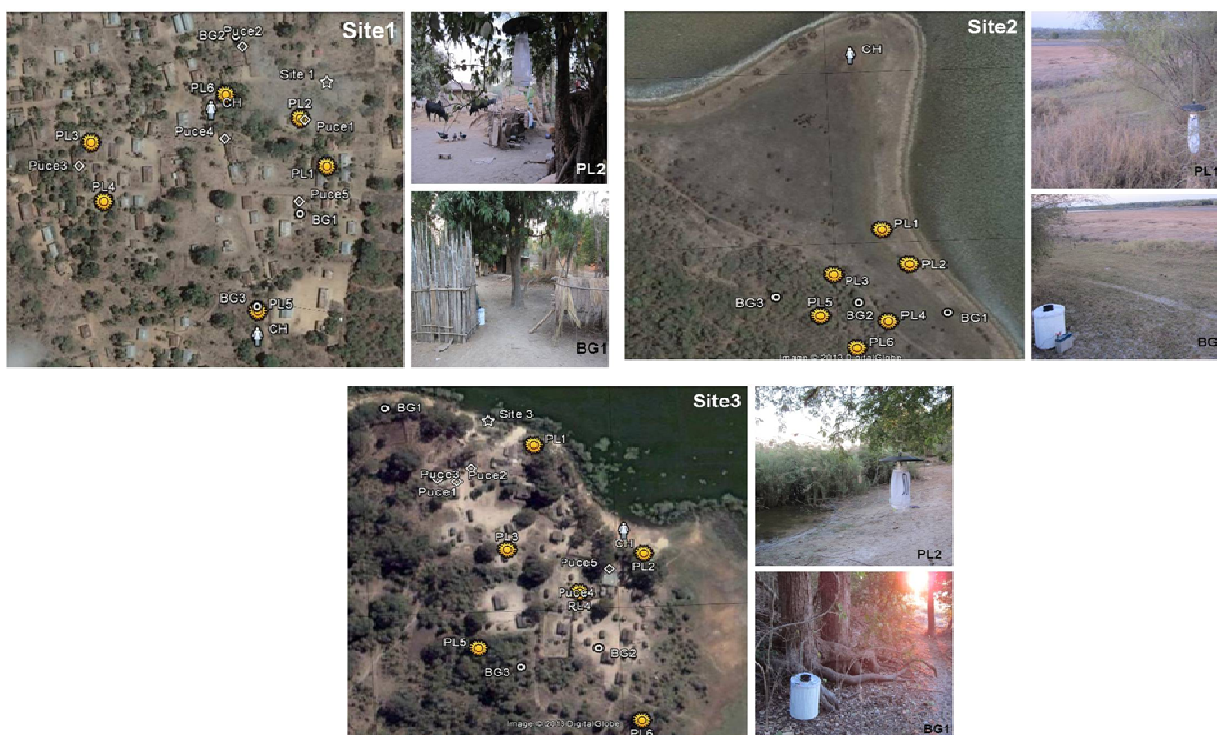 Site1
BG2 Puce2
Site 1
PL6
CH
PL2
Puce1
Puce4
PL3
Puce3
PL1
PL4
Puce5
BG1
BG3 PL5
CH
PL2
BG1
Site2
CH
PL1
PL2
PL3
BG3
PL5
BG2
PL4
BG1
PL6
Image © 2013 DigitalGlobe
PL1
BG
Site3
BG1
Site 3
PL1
Puce3
Puce2
Puce1
PL3
CH
PL2
Puce5
Puce4
PL5
BG2
BG3
Image © 2013 DigitalGlobe
PL6
PL2
BG1